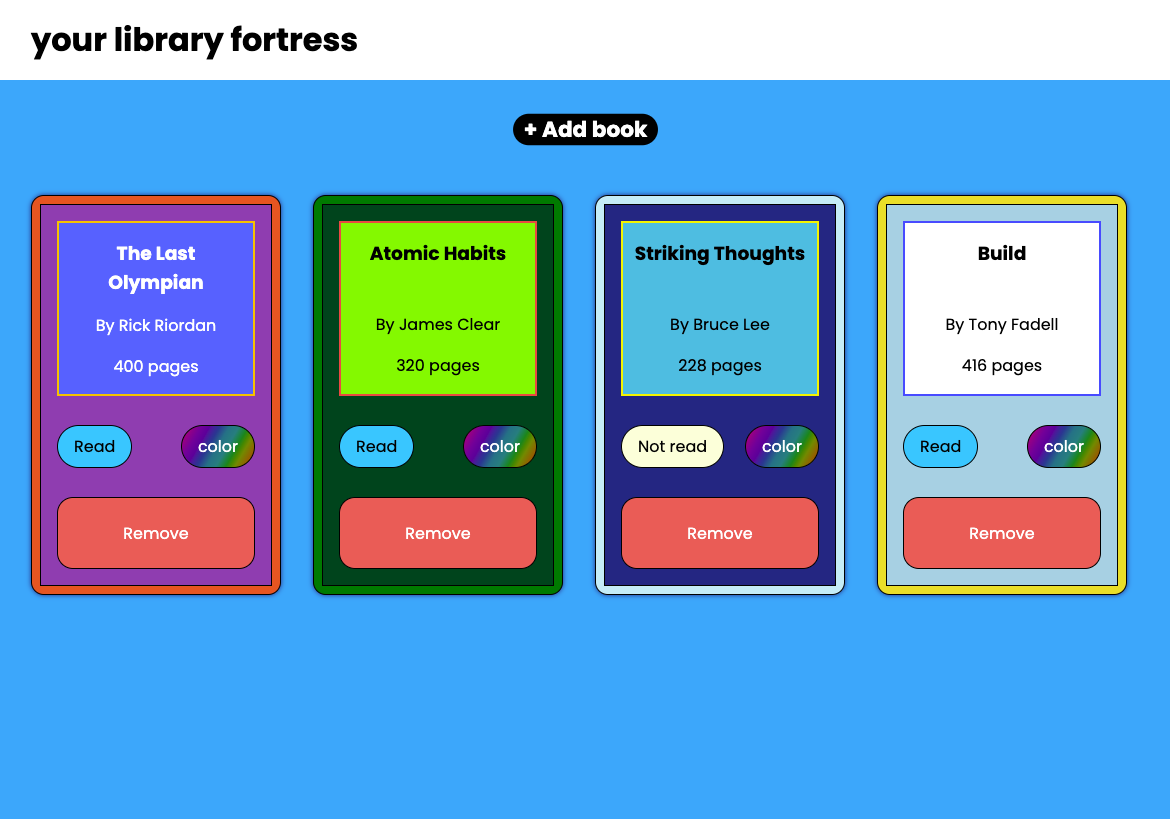 your library fortress
+ Add book
The Last
Olympian
By Rick Riordan
400 pages
Read
color
Remove
Atomic Habits
By James Clear
320 pages
Read
color
Remove
Striking Thoughts
By Bruce Lee
228 pages
Not read
color
Remove
Build
By Tony Fadell
416 pages
Read
color
Remove